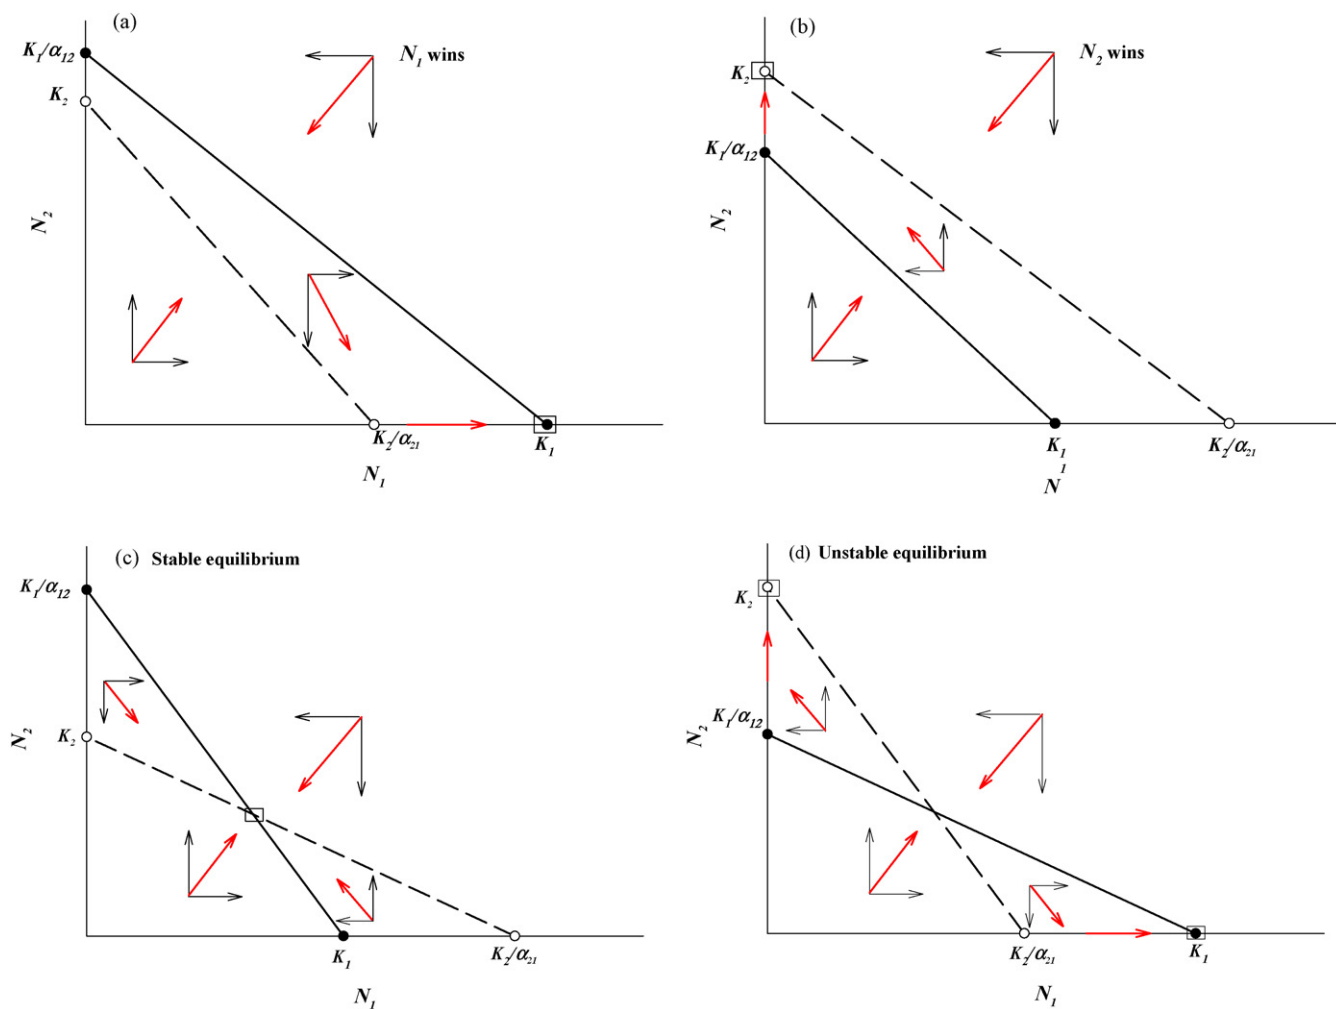 (a)
K₁/α₁₂
N₁ wins
K₂
N₂
K₂/α₂₁
K₁
N₁
(b)
K₂
N₂ wins
K₁/α₁₂
N₂
K₁
K₂/α₂₁
1
N
(c) Stable equilibrium
K₁/α₁₂
N₂
K₂
K₁
K₂/α₂₁
N₁
(d) Unstable equilibrium
K₂
K₁/α₁₂
N₂
K₂/α₂₁
K₁
N₁